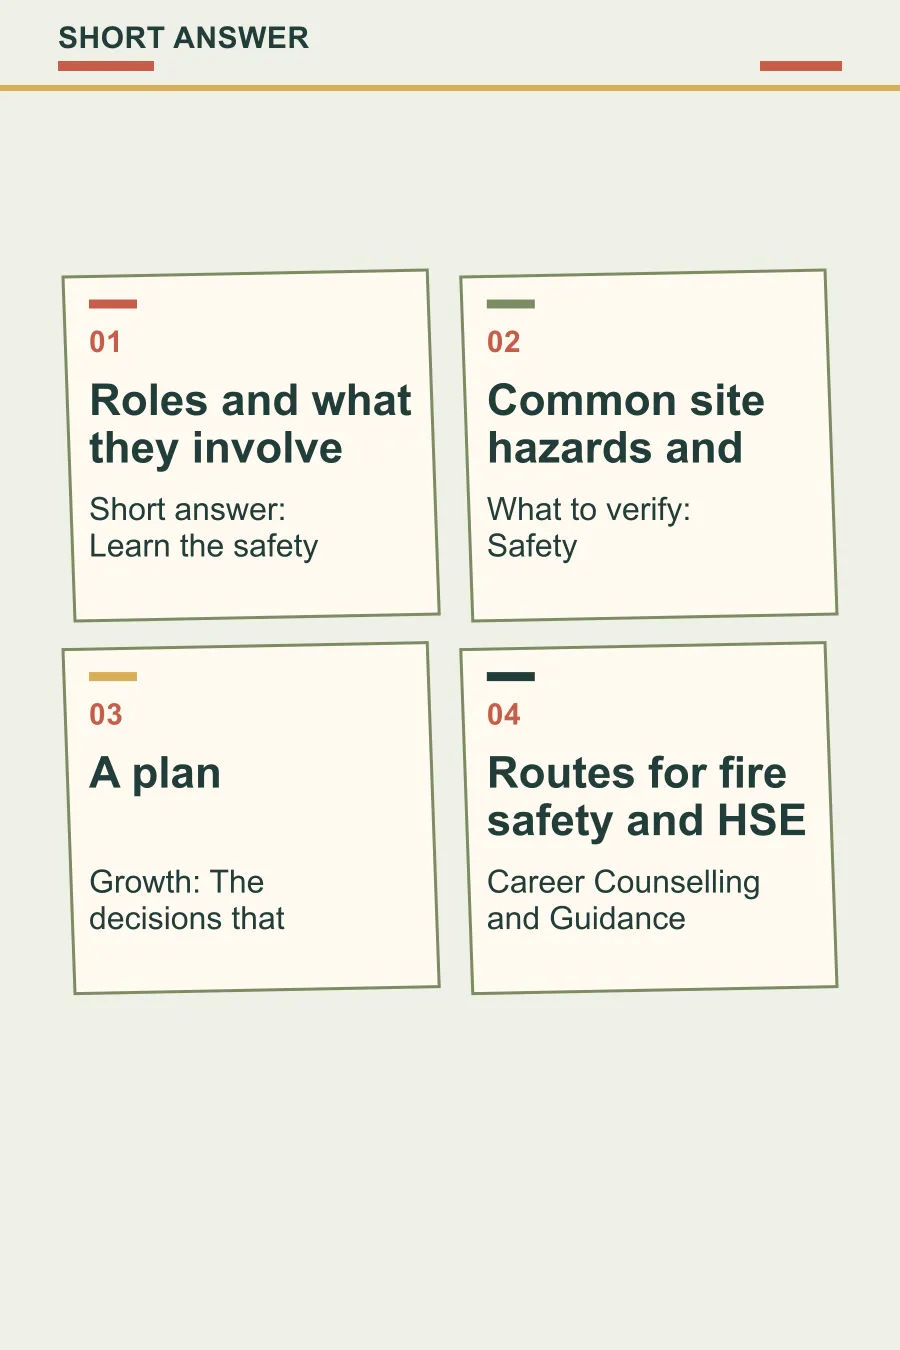 SHORT ANSWER
01
Roles and what
they involve
Short answer:
Learn the safety
02
Common site
hazards and
What to verify:
Safety
03
A plan
Growth: The
decisions that
04
Routes for fire
safety and HSE
Career Counselling
and Guidance